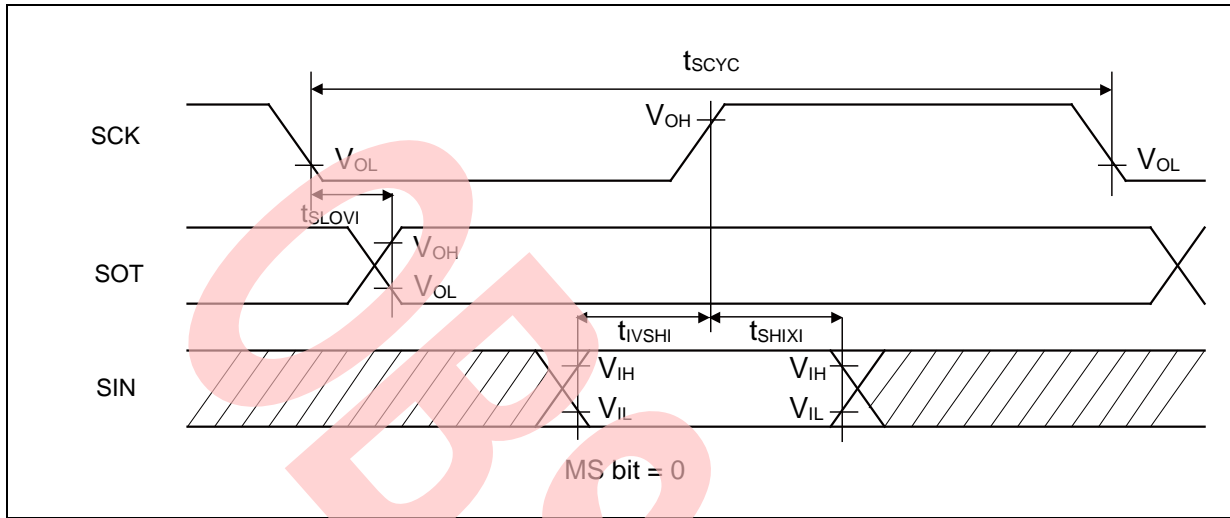 tSCYC
SCK
VOH
VOL
VOL
tSLOVI
SOT
VOH
VOL
tIVSHI
tSHIXI
SIN
VIH
VIH
VIL
VIL
MS bit = 0